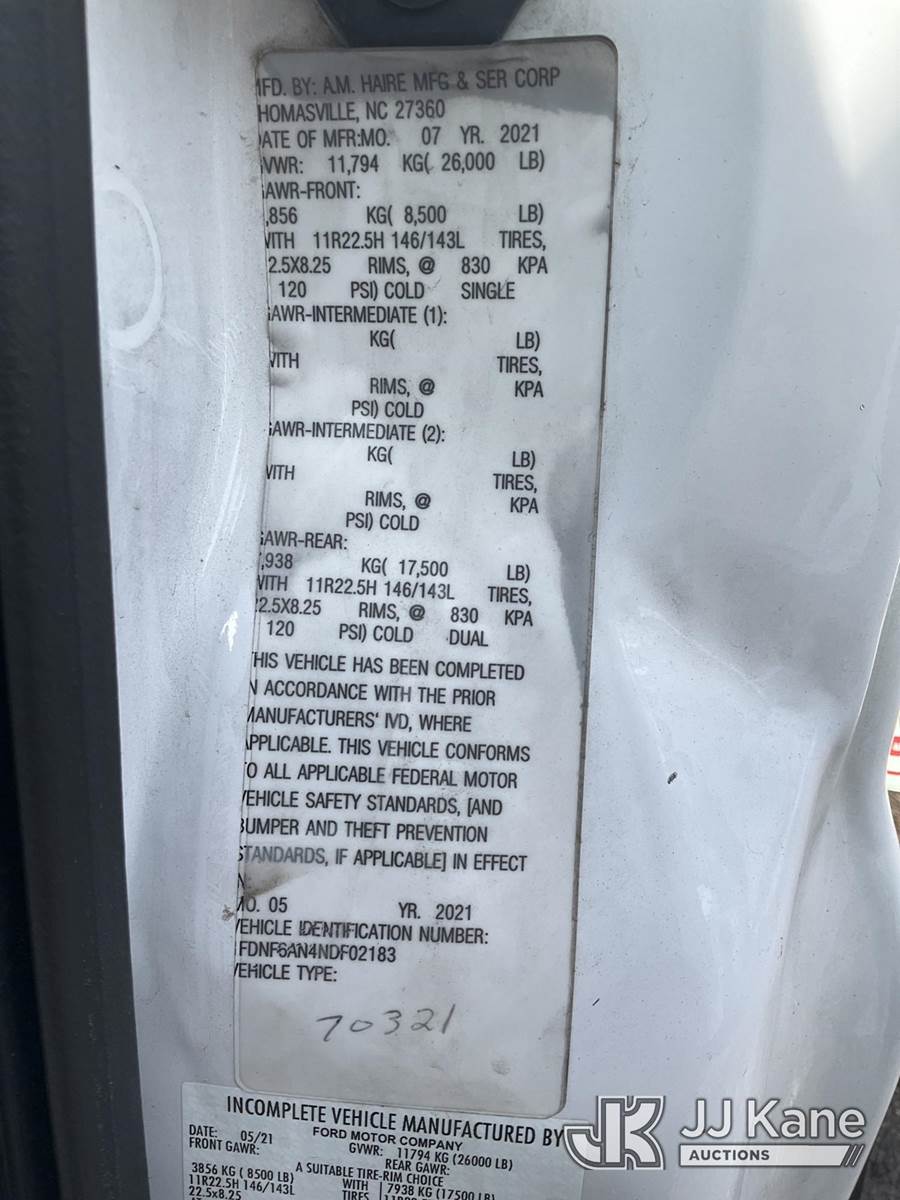 MFD. BY: A.M. HAIRE MFG & SER CORP
THOMASVILLE, NC 27360
DATE OF MFR:MO. 07 YR. 2021
GVWR: 11,794 KG( 26,000 LB)
GAWR-FRONT:
,856 KG( 8,500 LB)
WITH 11R22.5H 146/143L TIRES,
2.5X8.25 RIMS, @ 830 KPA
120 PSI) COLD SINGLE
GAWR-INTERMEDIATE (1):
KG( LB)
WITH TIRES,
RIMS, @ KPA
PSI) COLD
GAWR-INTERMEDIATE (2):
KG( LB)
WITH TIRES,
RIMS, @ KPA
PSI) COLD
GAWR-REAR:
,938 KG( 17,500 LB)
WITH 11R22.5H 146/143L TIRES,
22.5X8.25 RIMS, @ 830 KPA
120 PSI) COLD DUAL
THIS VEHICLE HAS BEEN COMPLETED
IN ACCORDANCE WITH THE PRIOR
MANUFACTURERS' IVD, WHERE
APPLICABLE. THIS VEHICLE CONFORMS
TO ALL APPLICABLE FEDERAL MOTOR
VEHICLE SAFETY STANDARDS, [AND
BUMPER AND THEFT PREVENTION
STANDARDS, IF APPLICABLE] IN EFFECT
IN:
MO. 05 YR. 2021
VEHICLE IDENTIFICATION NUMBER:
FDNF6AN4NDF02183
VEHICLE TYPE:
70321
INCOMPLETE VEHICLE MANUFACTURED BY
FORD MOTOR COMPANY
DATE: 05/21 GVWR: 11794 KG (26000 LB)
FRONT GAWR: REAR GAWR:
A SUITABLE TIRE-RIM CHOICE
3856 KG (8500 LB) WITH 7938 KG (17500 LB)
11R22.5H 146/143L TIRES
22.5x8.25
JK JJ Kane
AUCTIONS